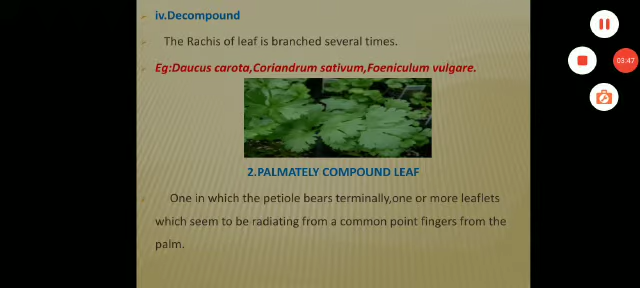 iv.Decompound
The Rachis of leaf is branched several times.
Eg:Daucus carota,Coriandrum sativum,Foeniculum vulgare.
2.PALMATELY COMPOUND LEAF
One in which the petiole bears terminally,one or more leaflets
which seem to be radiating from a common point fingers from the
palm.
03:47